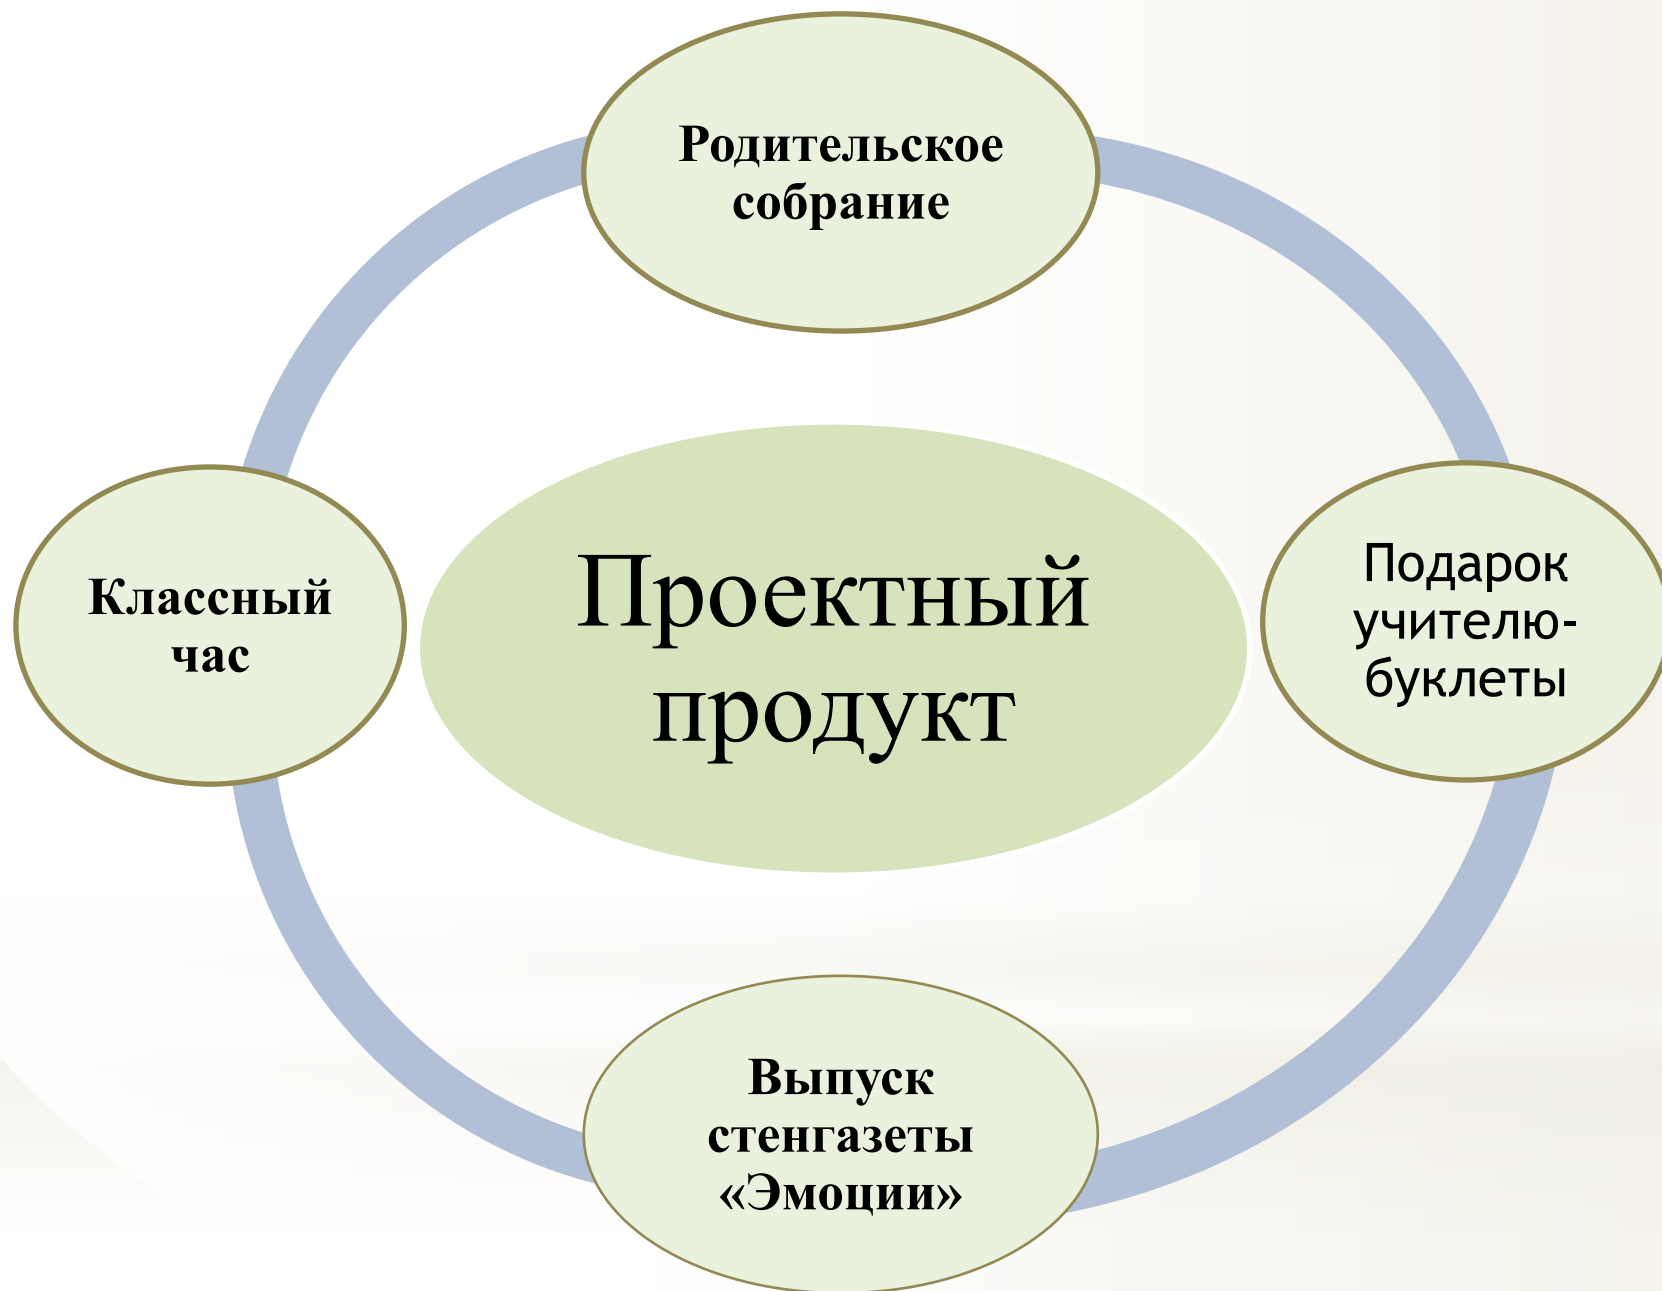 Родительское
собрание
Классный
час
Проектный
продукт
Подарок
учителю-
буклеты
Выпуск
стенгазеты
«Эмоции»